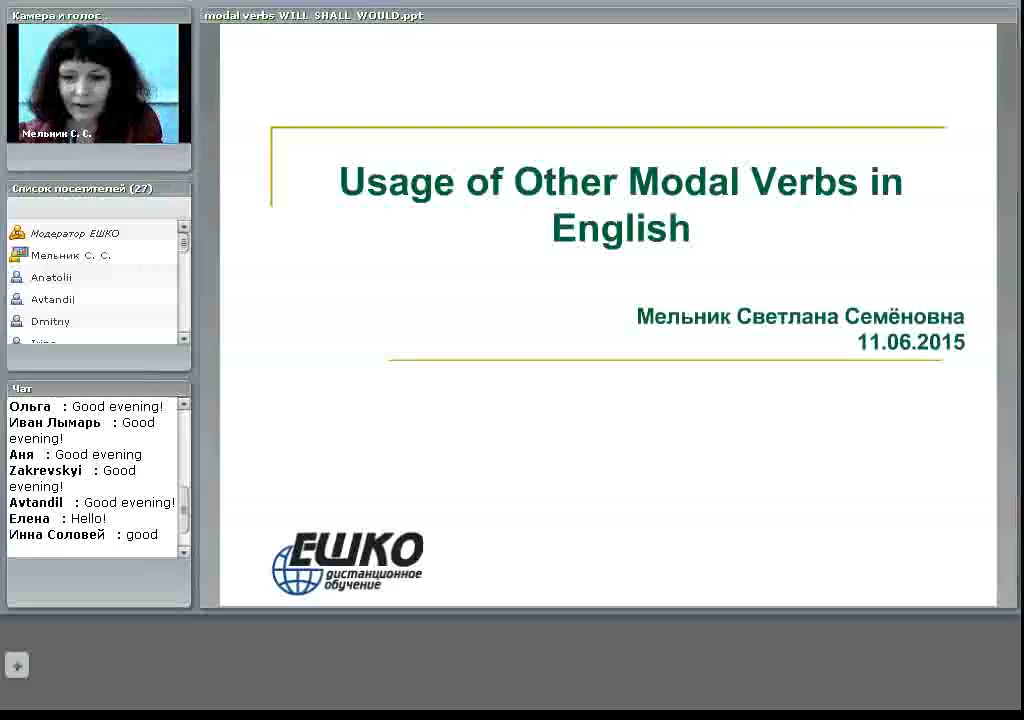 Камера и голос
Мельник С. С.
Список посетителей (27)
Модератор ЕШКО
Мельник С. С.
Anatolii
Avtandil
Dmitriy
Чат
Ольга : Good evening!
Иван Лымарь : Good
evening!
Аня : Good evening
Zakrevskyi : Good
evening!
Avtandil : Good evening!
Елена : Hello!
Инна Соловей : good
modal verbs WILL SHALL WOULD.ppt
Usage of Other Modal Verbs in
English
Мельник Светлана Семёновна
11.06.2015
ЕШКО
дистанционное
обучение